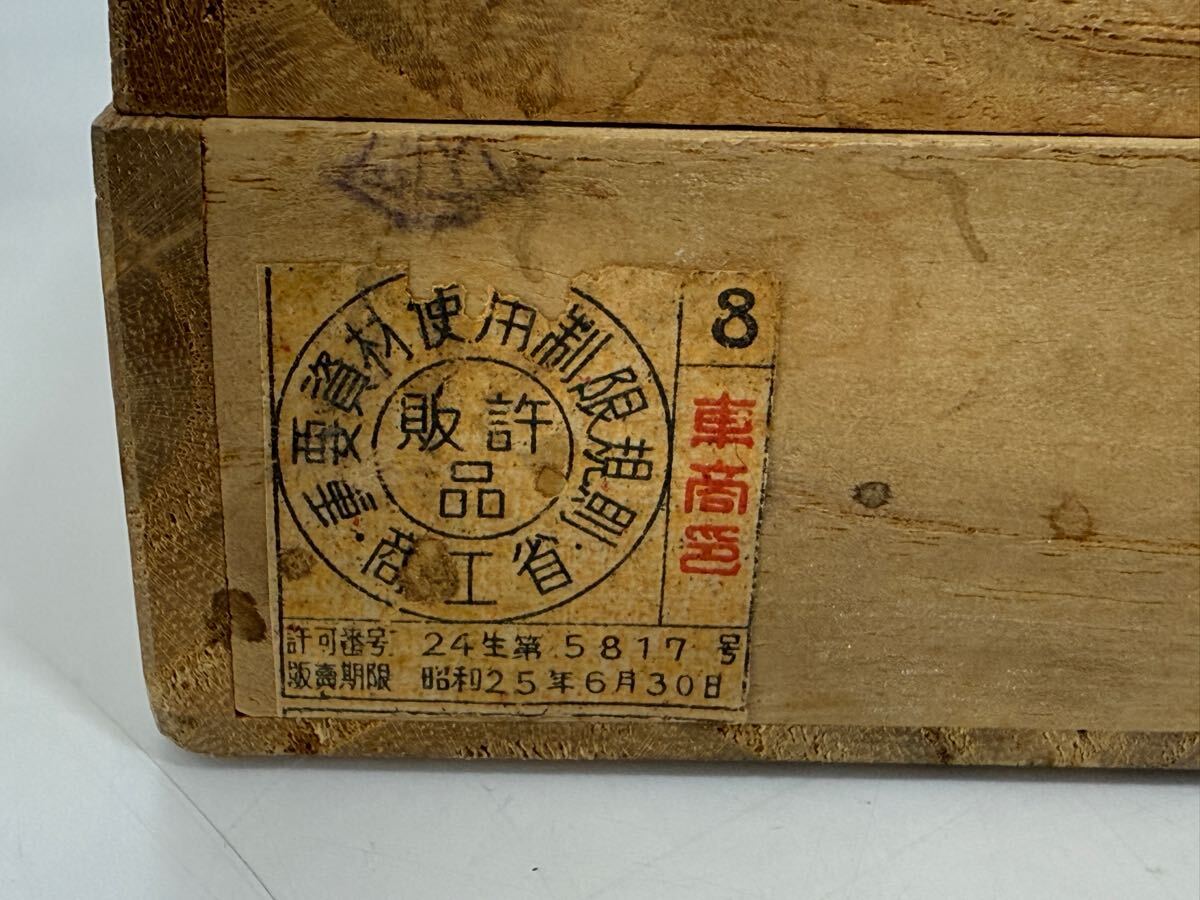 重要資材使用制限規則
・商工省・
許
販
品
8
東商
許可番号 24生第5817号
販賣期限 昭和25年6月30日